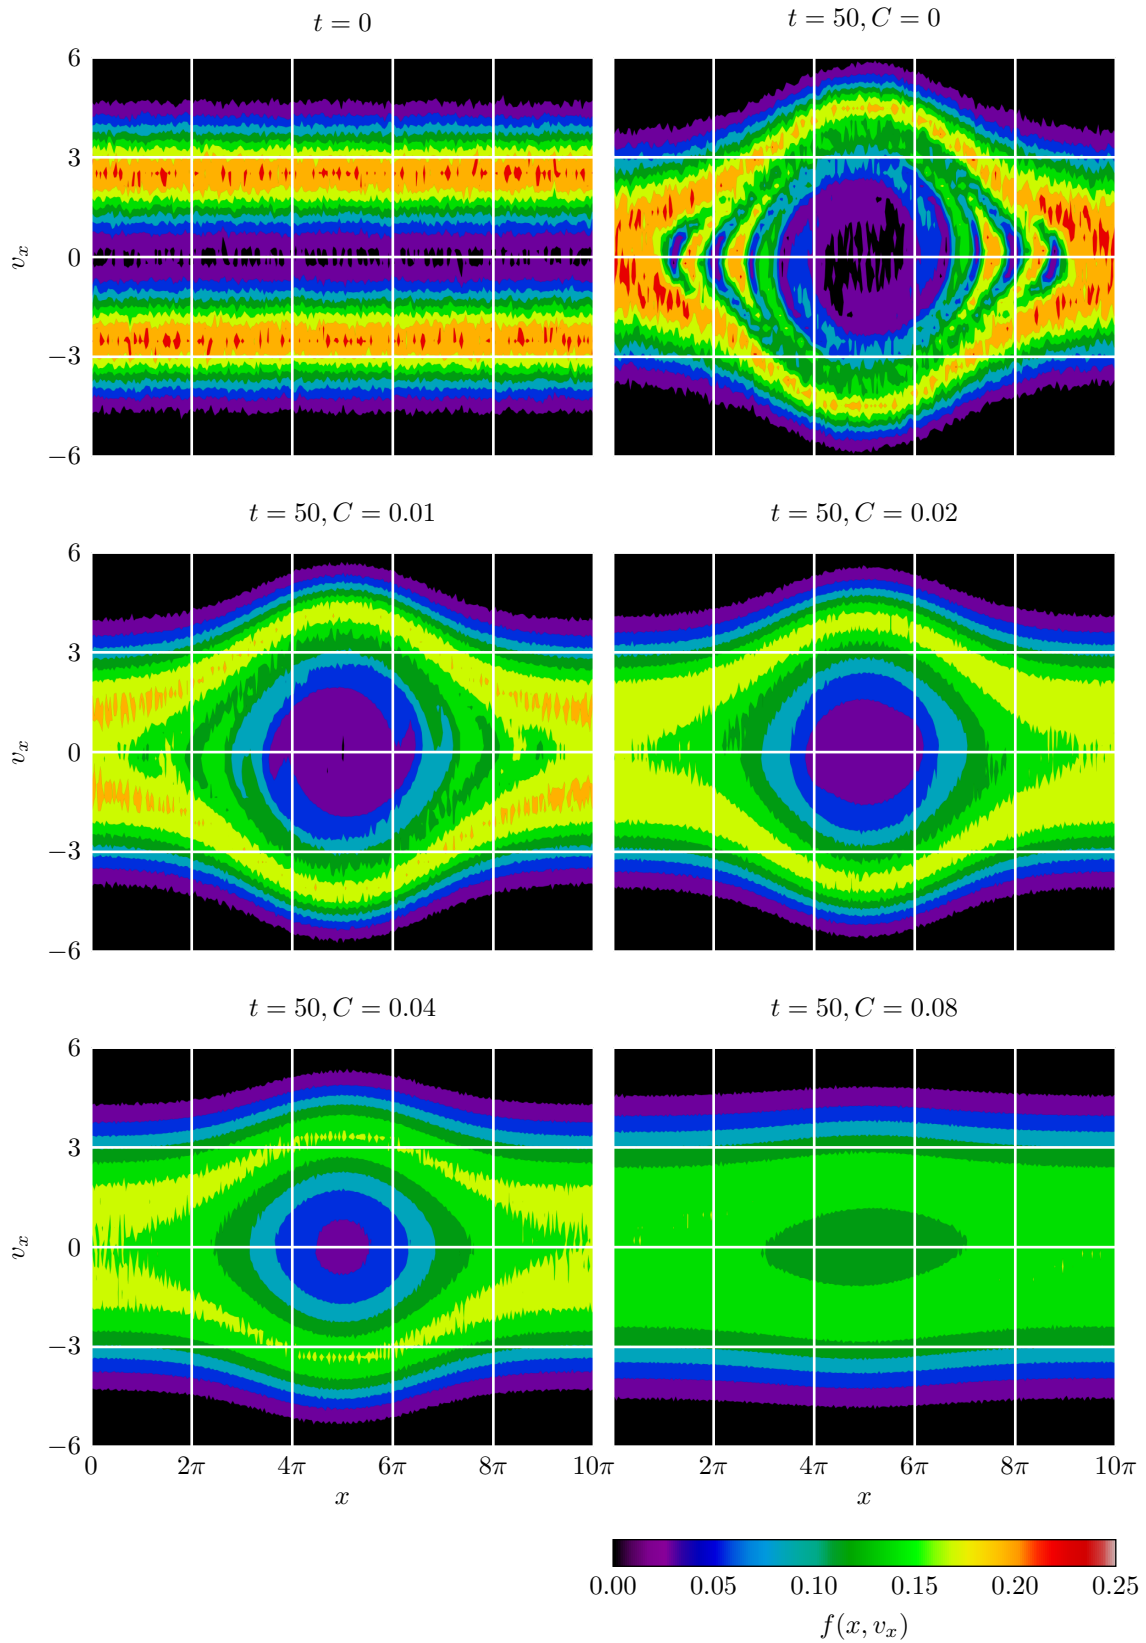 t = 0
t = 50, C = 0
6
3
0
−3
−6
v_x
t = 50, C = 0.01
t = 50, C = 0.02
6
3
0
−3
−6
v_x
t = 50, C = 0.04
t = 50, C = 0.08
6
3
0
−3
−6
v_x
0 2π 4π 6π 8π 10π
2π 4π 6π 8π 10π
x
x
0.00 0.05 0.10 0.15 0.20 0.25
f(x, v_x)